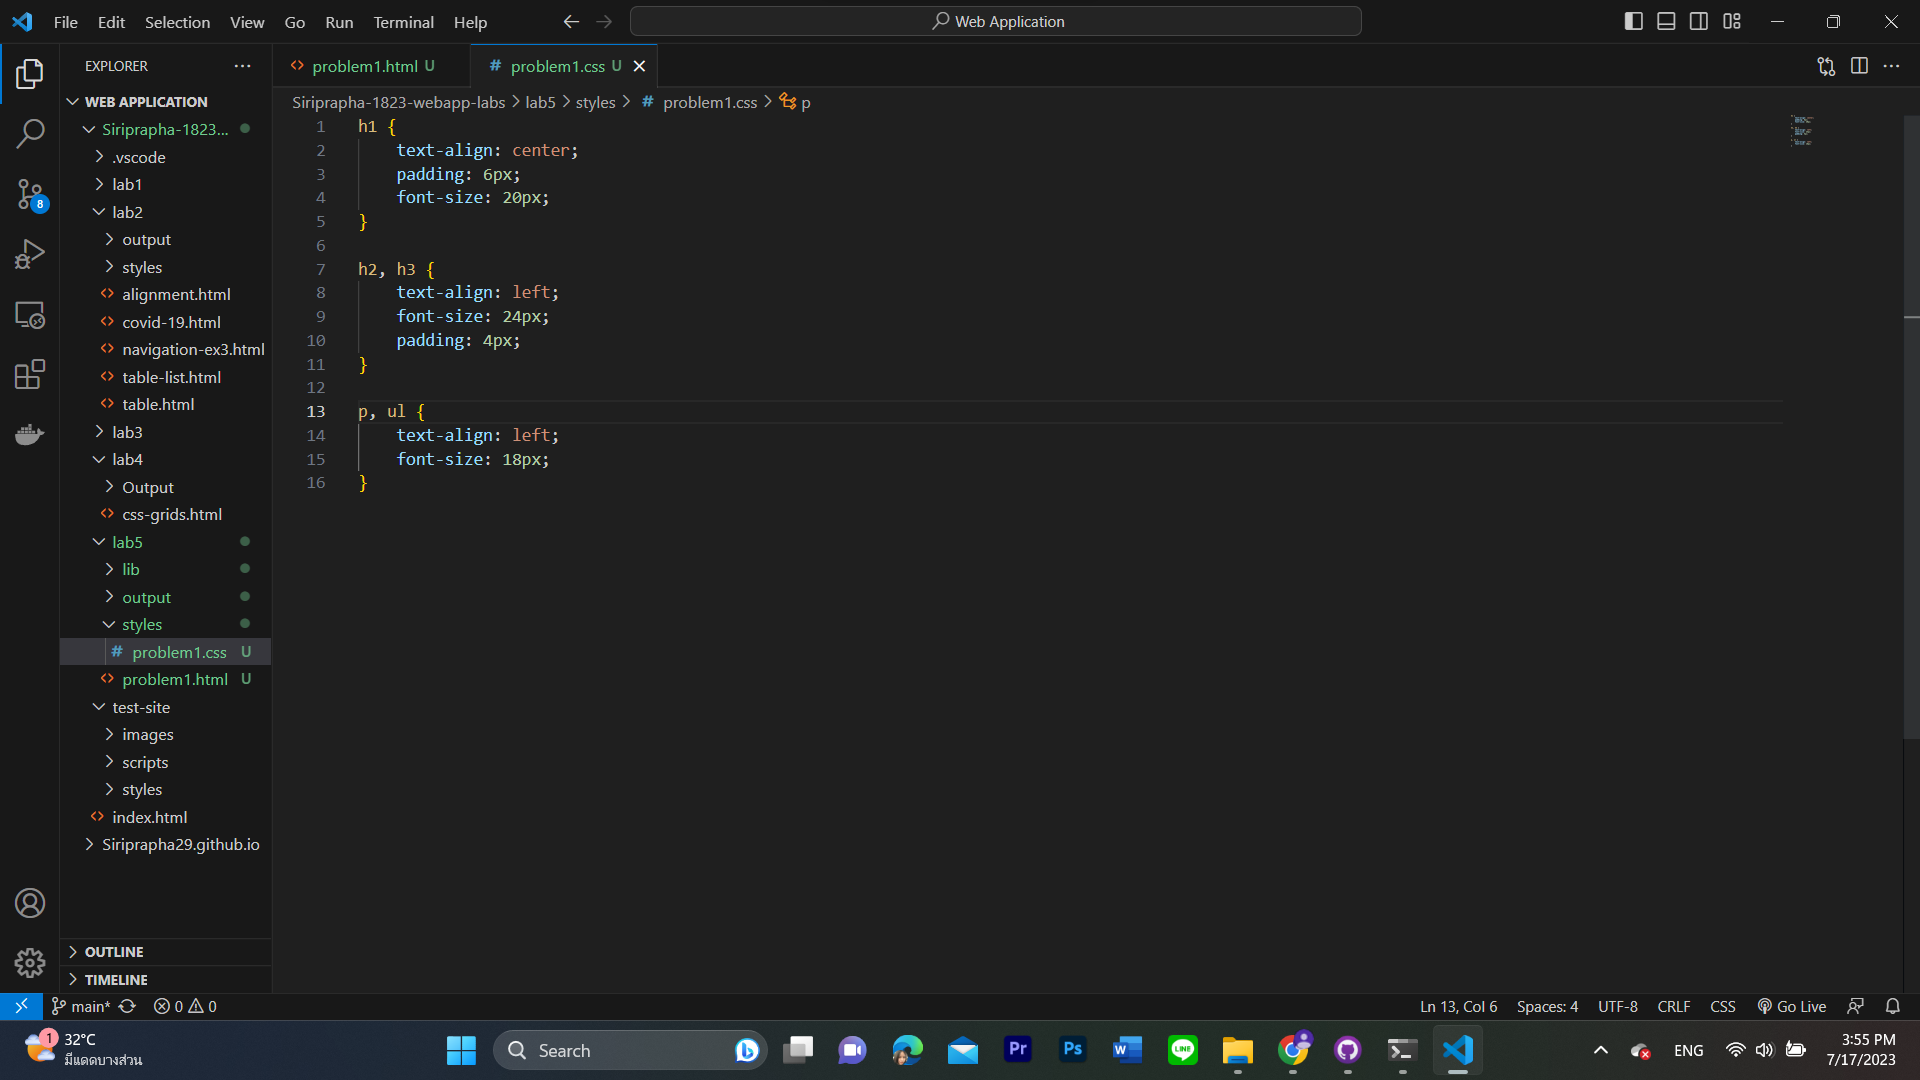 File Edit Selection View Go Run Terminal Help
Web Application
EXPLORER
problem1.html U
problem1.css U
WEB APPLICATION
Siriprapha-1823-webapp-labs > lab5 > styles > # problem1.css > p
Siriprapha-1823...
.vscode
lab1
lab2
output
styles
alignment.html
covid-19.html
navigation-ex3.html
table-list.html
table.html
lab3
lab4
Output
css-grids.html
lab5
lib
output
styles
# problem1.css U
problem1.html U
test-site
images
scripts
styles
index.html
Siriprapha29.github.io
OUTLINE
TIMELINE
8
1 h1 {
2 text-align: center;
3 padding: 6px;
4 font-size: 20px;
5 }
6
7 h2, h3 {
8 text-align: left;
9 font-size: 24px;
10 padding: 4px;
11 }
12
13 p, ul {
14 text-align: left;
15 font-size: 18px;
16 }
main* 0 0
Ln 13, Col 6 Spaces: 4 UTF-8 CRLF CSS Go Live
1
32°C
มีแดดบางส่วน
Search
Pr
Ps
W
LINE
ENG
3:55 PM
7/17/2023